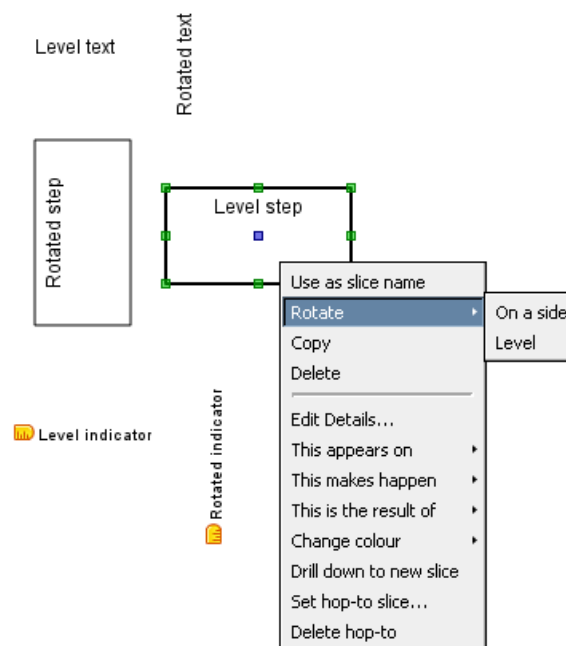 Level text
Rotated text
Rotated step
Level step
Use as slice name
Rotate
On a side
Level
Copy
Delete
Edit Details...
This appears on
This makes happen
This is the result of
Change colour
Drill down to new slice
Set hop-to slice...
Delete hop-to
Level indicator
Rotated indicator